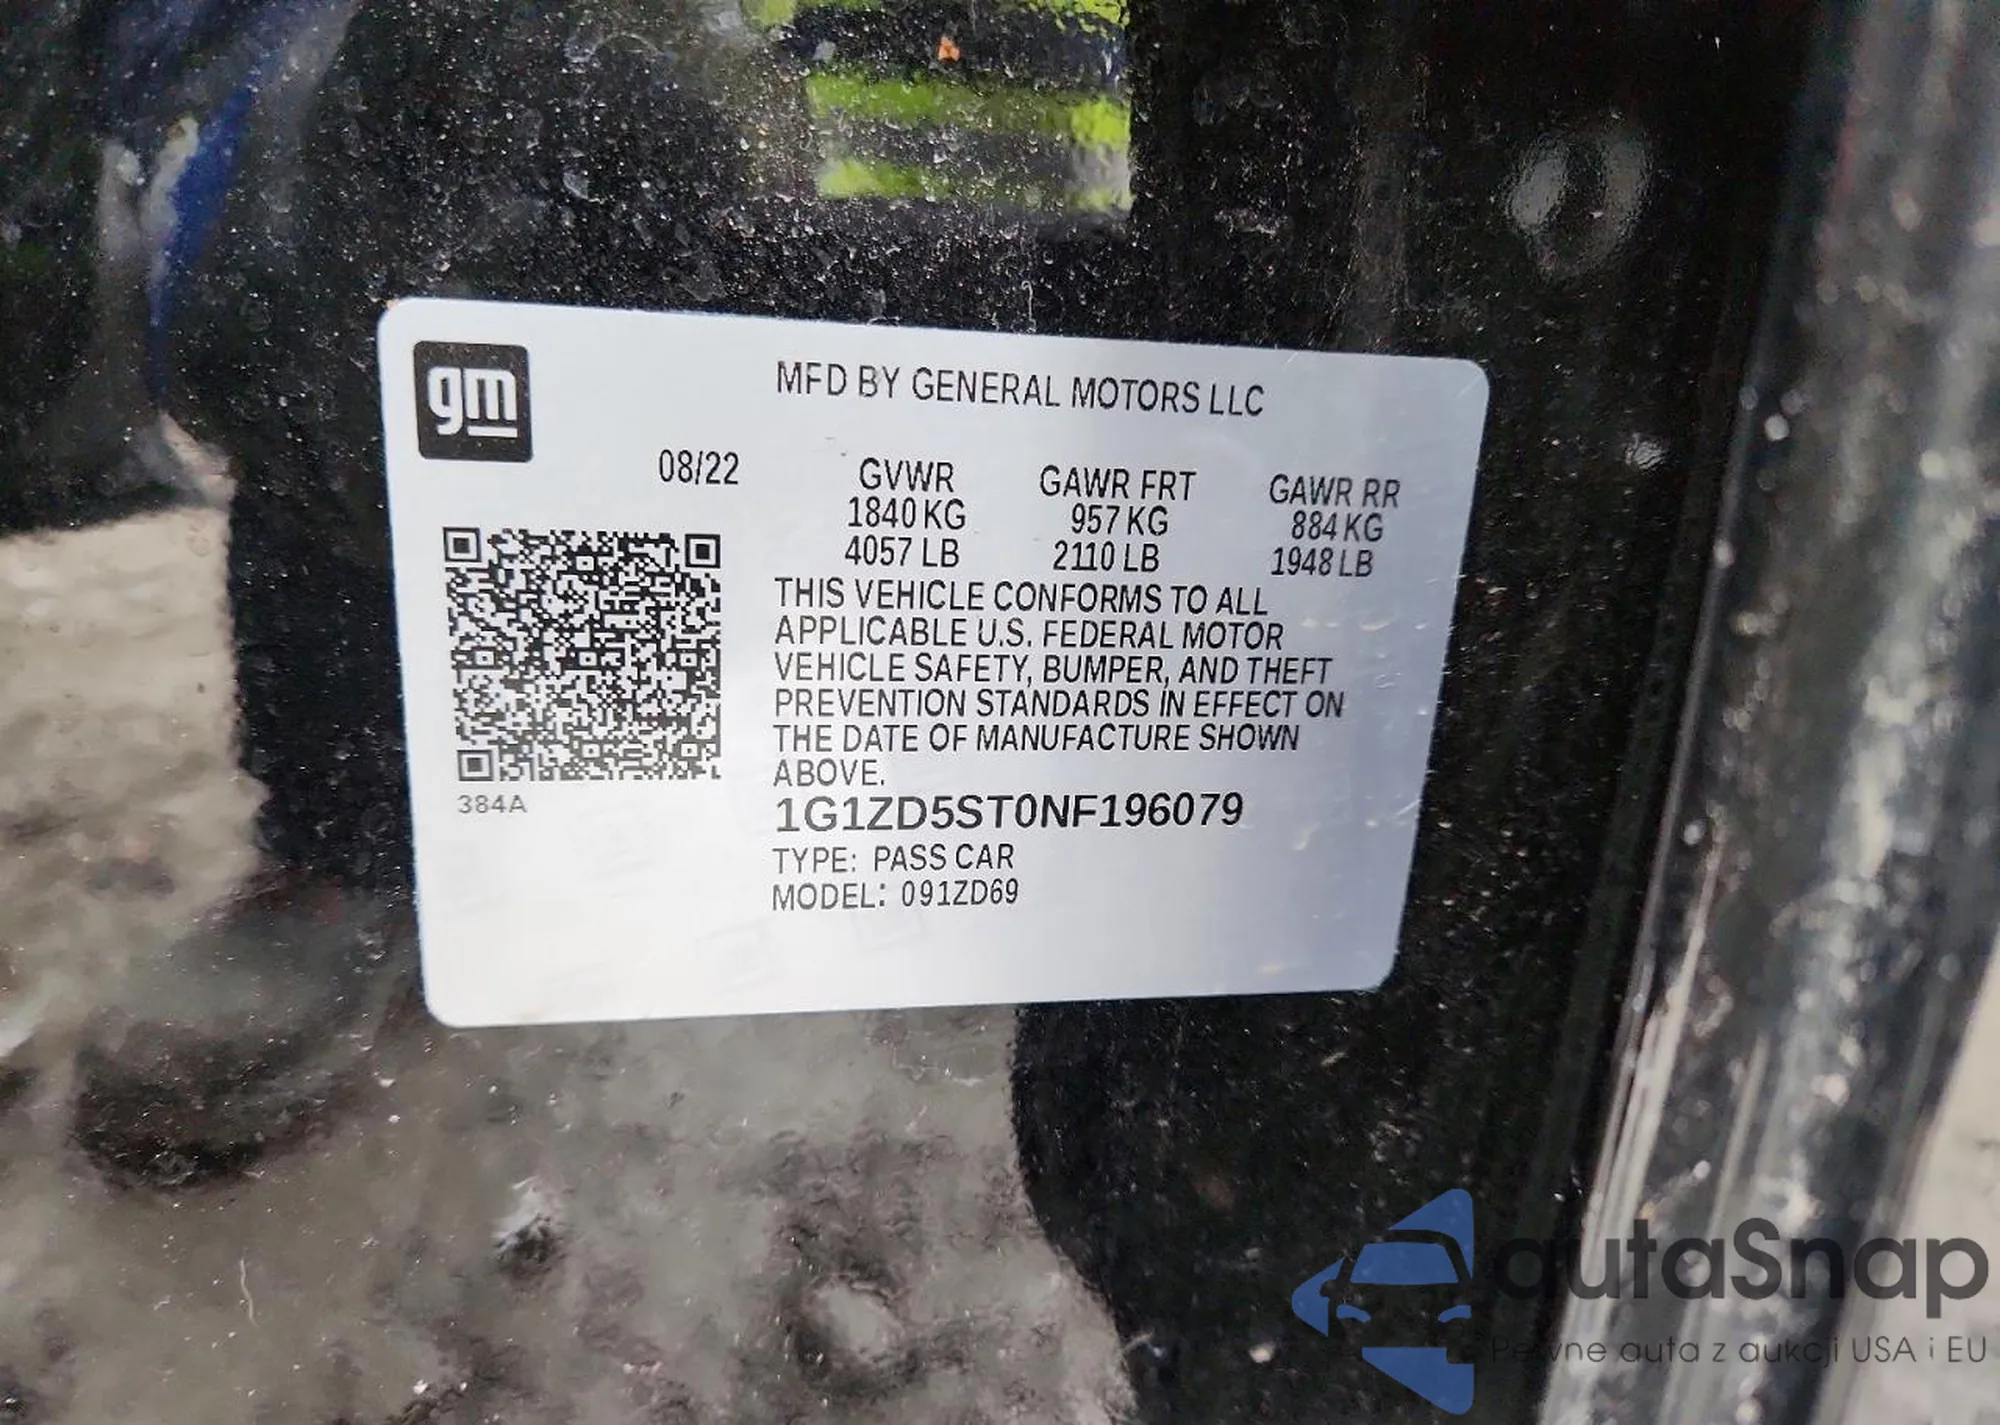 gm
MFD BY GENERAL MOTORS LLC
08/22 GVWR GAWR FRT GAWR RR
1840 KG 957 KG 884 KG
4057 LB 2110 LB 1948 LB
THIS VEHICLE CONFORMS TO ALL
APPLICABLE U.S. FEDERAL MOTOR
VEHICLE SAFETY, BUMPER, AND THEFT
PREVENTION STANDARDS IN EFFECT ON
THE DATE OF MANUFACTURE SHOWN
ABOVE.
384A
1G1ZD5ST0NF196079
TYPE: PASS CAR
MODEL: 091ZD69
autaSnap
Pewne auta z aukcji USA i EU